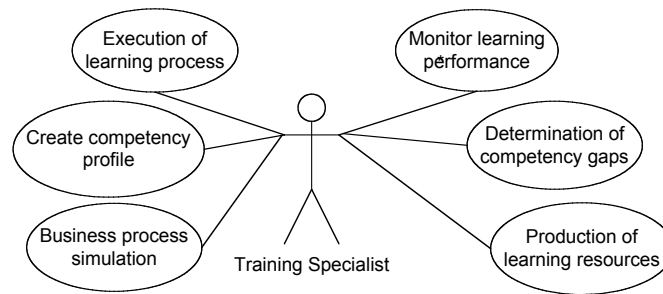 Execution of
learning process
Monitor learning
performance
Create competency
profile
Determination of
competency gaps
Business process
simulation
Production of
learning resources
Training Specialist